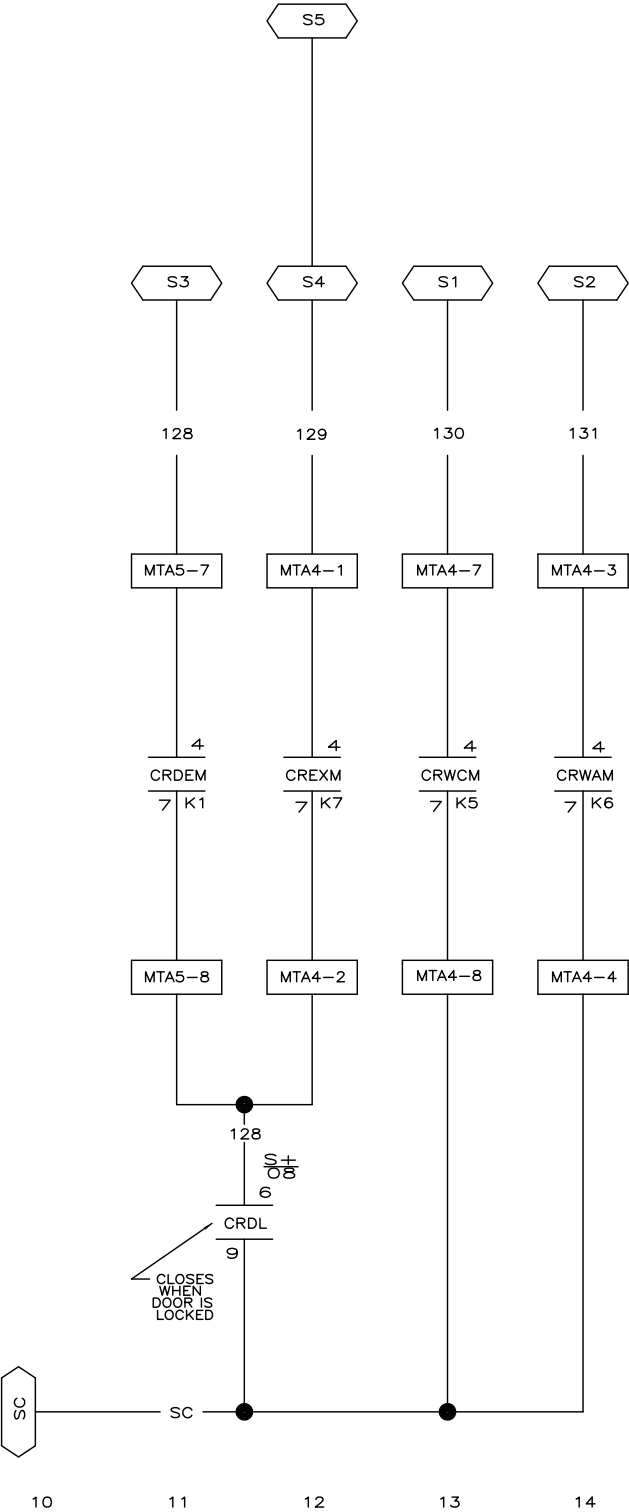 S5
S3 S4 S1 S2
128 129 130 131
MTA5-7 MTA4-1 MTA4-7 MTA4-3
4 4 4 4
CRDEM CREXM CRWCM CRWAM
7 K1 7 K7 7 K5 7 K6
MTA5-8 MTA4-2 MTA4-8 MTA4-4
128
S+
08
6
CRDL
9
CLOSES
WHEN
DOOR IS
LOCKED
SC SC
10 11 12 13 14